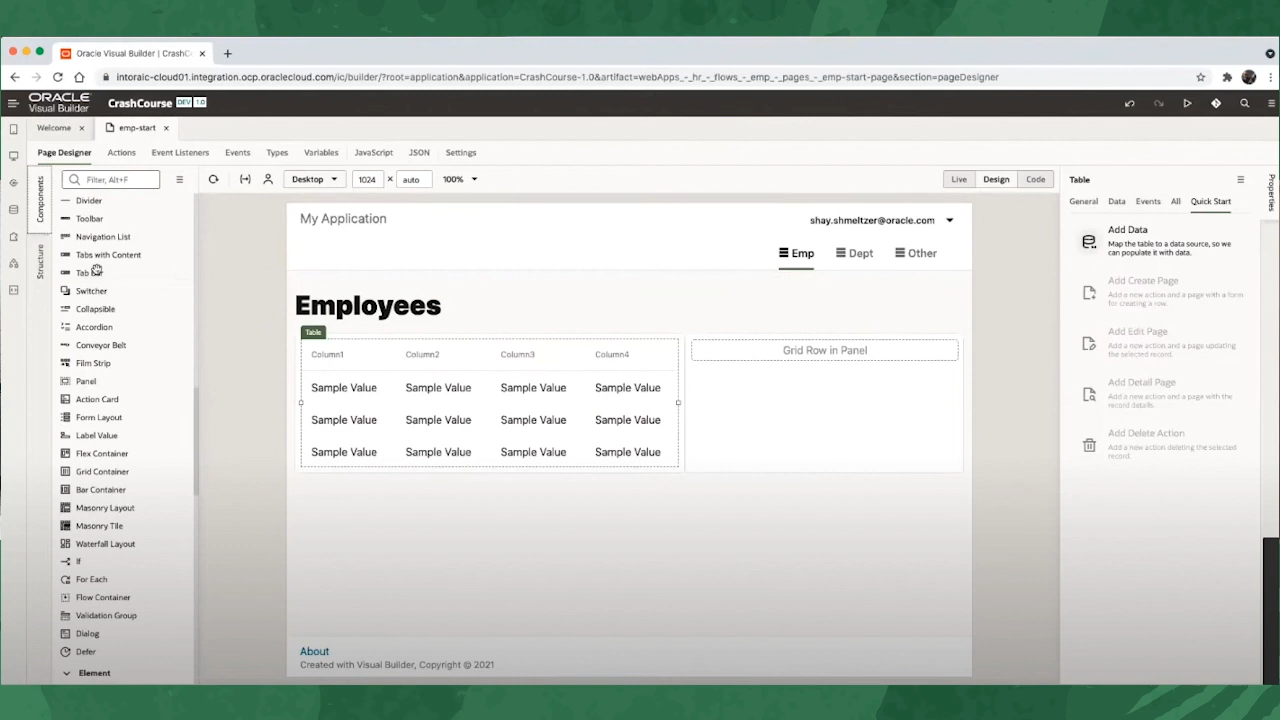 Oracle Visual Builder | CrashC
intoraic-cloud01.integration.ocp.oraclecloud.com/ic/builder/?root=application&application=CrashCourse-1.0&artifact=webApps_-_hr_-_flows_-_emp_-_pages_-_emp-start-page&section=pageDesigner
ORACLE
Visual Builder
CrashCourse DEV 1.0
Welcome
emp-start
Page Designer Actions Event Listeners Events Types Variables JavaScript JSON Settings
Components
Structure
Filter, Alt+F
Desktop 1024 × auto 100%
Live Design Code
Divider
Toolbar
Navigation List
Tabs with Content
Tab
Switcher
Collapsible
Accordion
Conveyor Belt
Film Strip
Panel
Action Card
Form Layout
Label Value
Flex Container
Grid Container
Bar Container
Masonry Layout
Masonry Tile
Waterfall Layout
If
For Each
Flow Container
Validation Group
Dialog
Defer
Element
My Application
shay.shmeltzer@oracle.com
Emp Dept Other
Employees
Table
Column1 Column2 Column3 Column4
Sample Value Sample Value Sample Value Sample Value
Sample Value Sample Value Sample Value Sample Value
Sample Value Sample Value Sample Value Sample Value
Grid Row in Panel
About
Created with Visual Builder, Copyright © 2021
Table
General Data Events All Quick Start
Add Data
Map the table to a data source, so we
can populate it with data.
Add Create Page
Add a new action and a page with a form
for creating a row.
Add Edit Page
Add a new action and a page updating
the selected record.
Add Detail Page
Add a new action and a page with the
record details.
Add Delete Action
Add a new action deleting the selected
record.
Properties